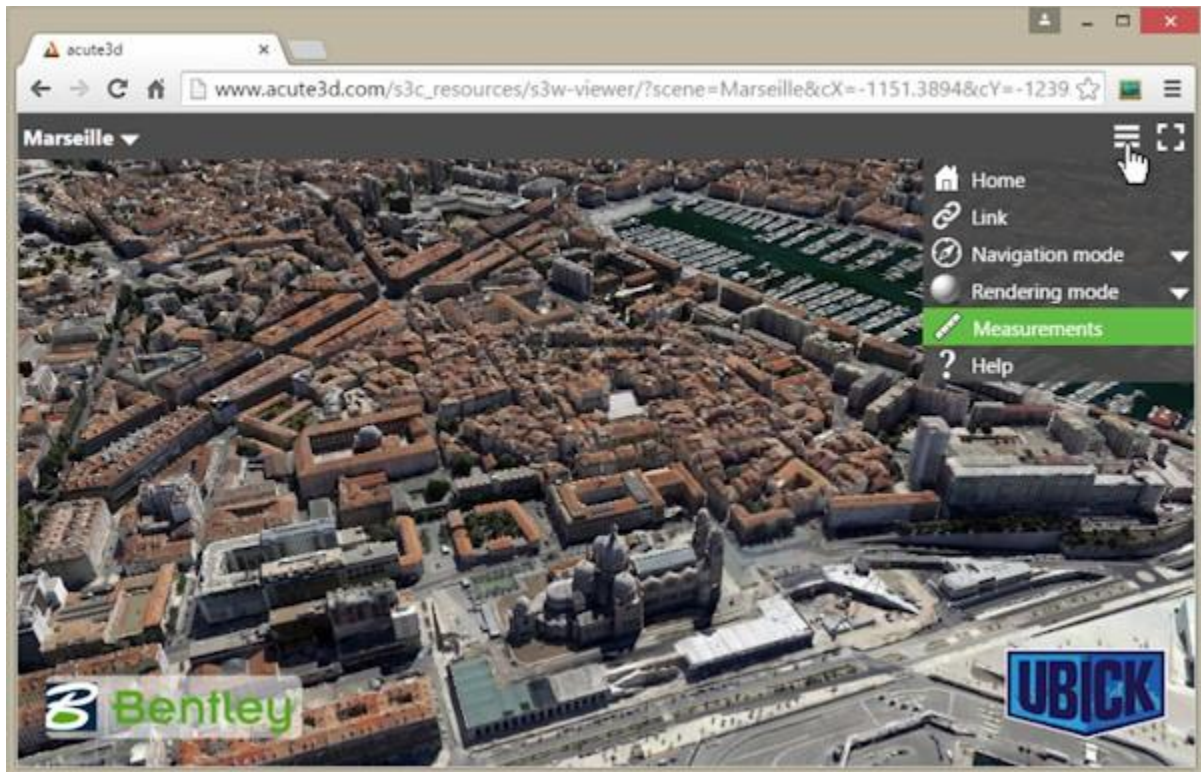 acute3d
www.acute3d.com/s3c_resources/s3w-viewer/?scene=Marseille&cX=-1151.3894&cY=-1239
Marseille
Home
Link
Navigation mode
Rendering mode
Measurements
? Help
Bentley
UBICK